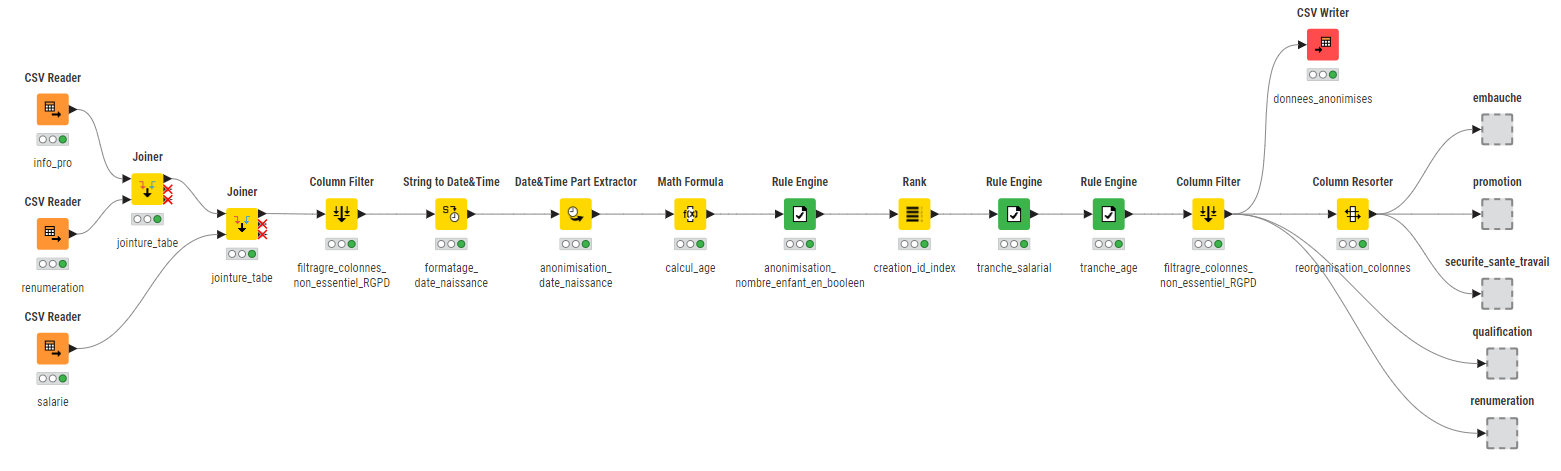 CSV Reader
info_pro
CSV Reader
renumeration
CSV Reader
salarie
Joiner
jointure_tabe
Joiner
jointure_tabe
Column Filter
filtragre_colonnes_
non_essentiel_RGPD
String to Date&Time
formatage_
date_naissance
Date&Time Part Extractor
anonimisation_
date_naissance
Math Formula
f(x)
calcul_age
Rule Engine
anonimisation_
nombre_enfant_en_booleen
Rank
creation_id_index
Rule Engine
tranche_salarial
Rule Engine
tranche_age
Column Filter
filtragre_colonnes_
non_essentiel_RGPD
CSV Writer
donnees_anonimises
Column Resorter
reorganisation_colonnes
embauche
promotion
securite_sante_travail
qualification
renumeration